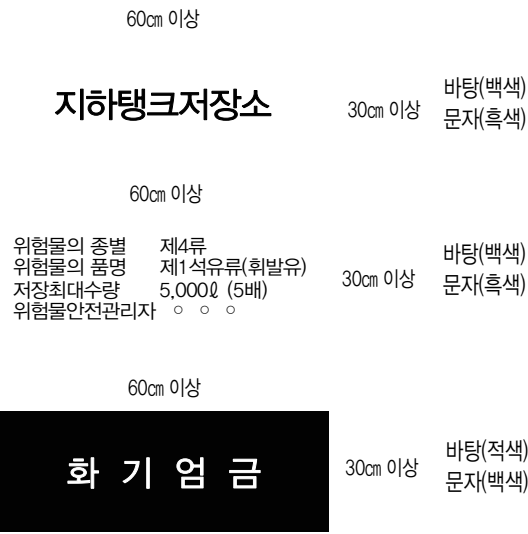 60㎝ 이상
지하탱크저장소
30㎝ 이상
바탕(백색)
문자(흑색)
60㎝ 이상
위험물의 종별 제4류
위험물의 품명 제1석유류(휘발유)
저장최대수량 5,000ℓ (5배)
위험물안전관리자 ○ ○ ○
30㎝ 이상
바탕(백색)
문자(흑색)
60㎝ 이상
화 기 엄 금
30㎝ 이상
바탕(적색)
문자(백색)